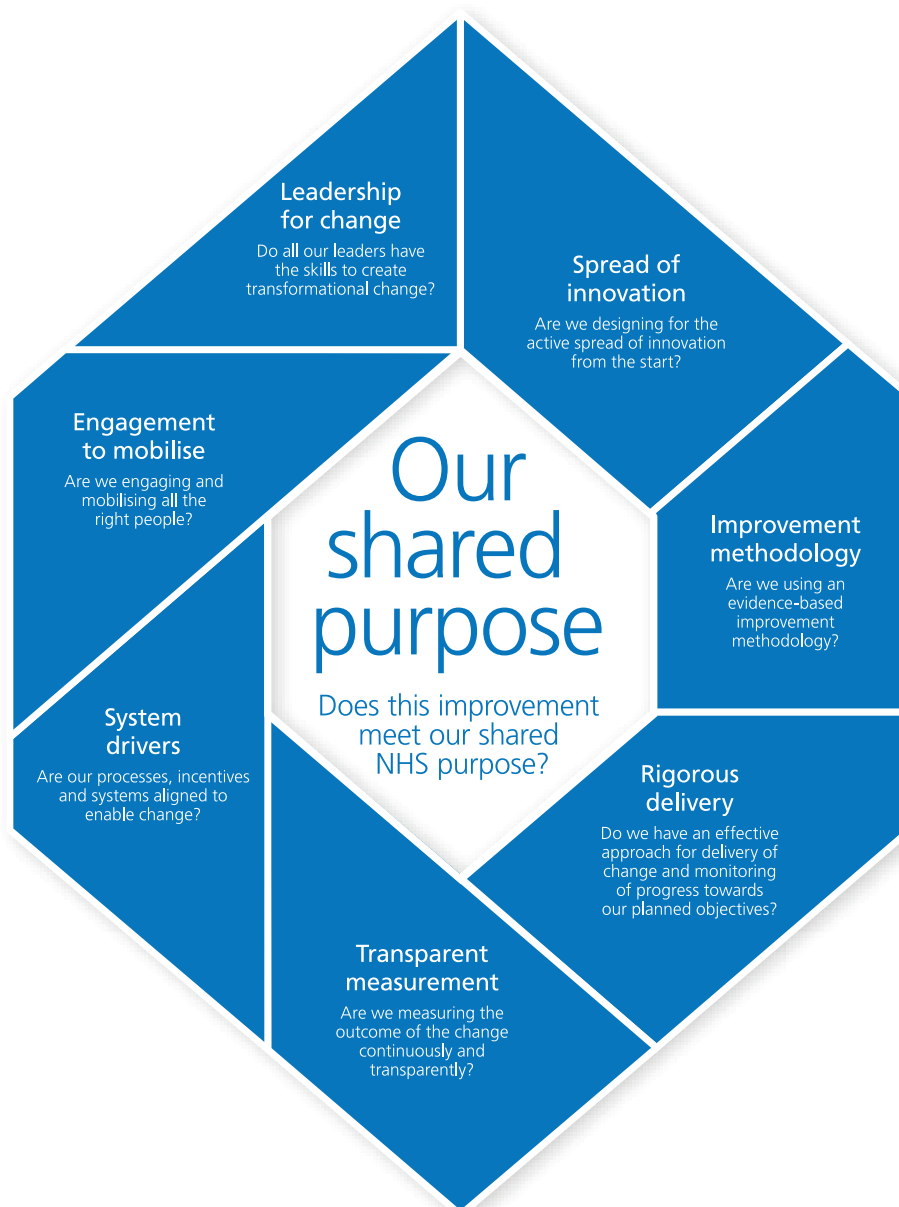 Leadership
for change
Do all our leaders have
the skills to create
transformational change?
Spread of
innovation
Are we designing for the
active spread of innovation
from the start?
Engagement
to mobilise
Are we engaging and
mobilising all the
right people?
Our
shared
purpose
Does this improvement
meet our shared
NHS purpose?
Improvement
methodology
Are we using an
evidence-based
improvement
methodology?
System
drivers
Are our processes, incentives
and systems aligned to
enable change?
Rigorous
delivery
Do we have an effective
approach for delivery of
change and monitoring
of progress towards
our planned objectives?
Transparent
measurement
Are we measuring the
outcome of the change
continuously and
transparently?